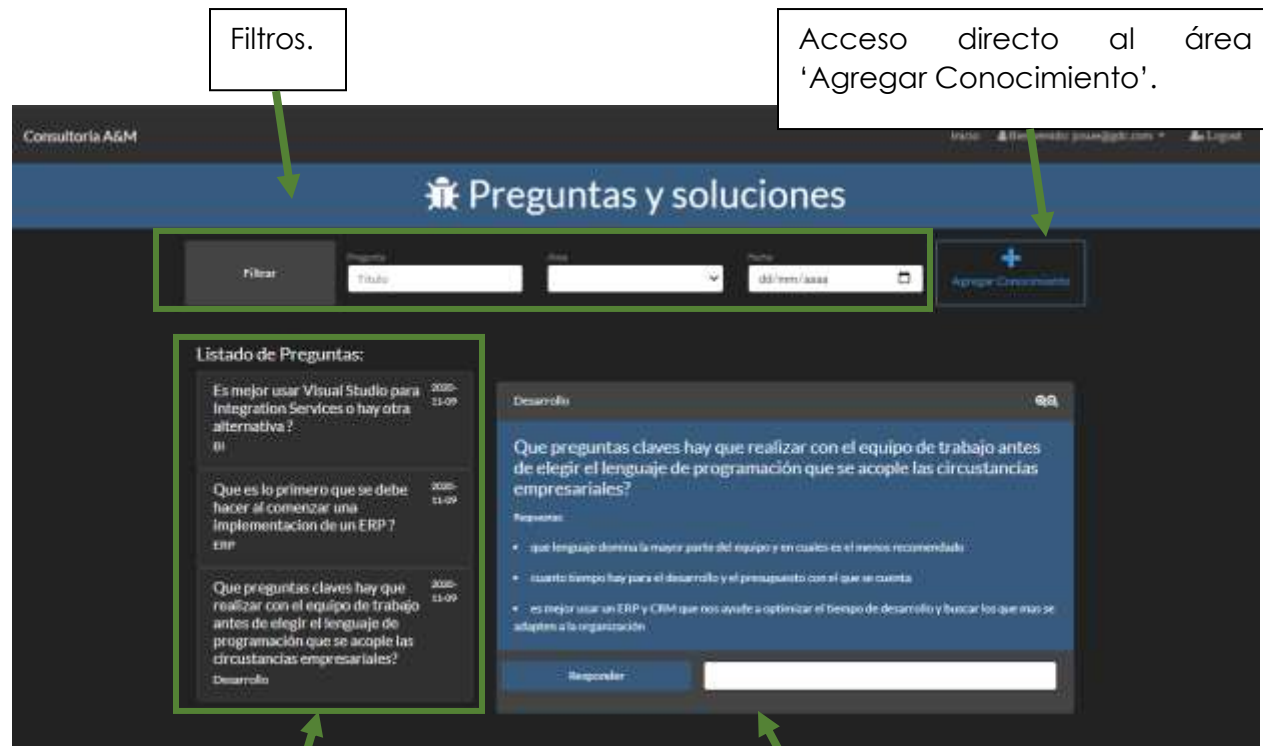 Filtros.
Acceso directo al área
‘Agregar Conocimiento’.
Consultoria A&M
Inicio
Bienvenido: josue@gdc.com
Logout
Preguntas y soluciones
Filtrar
Pregunta
Titulo
Area
Fecha
dd/mm/aaaa
Agregar Conocimiento
Listado de Preguntas:
Es mejor usar Visual Studio para
Integration Services o hay otra
alternativa ?
BI
2020-
11-09
Que es lo primero que se debe
hacer al comenzar una
implementacion de un ERP ?
ERP
2020-
11-09
Que preguntas claves hay que
realizar con el equipo de trabajo
antes de elegir el lenguaje de
programación que se acople las
circustancias empresariales?
Desarrollo
2020-
11-09
Desarrollo
Que preguntas claves hay que realizar con el equipo de trabajo antes
de elegir el lenguaje de programación que se acople las circustancias
empresariales?
Respuestas:
que lenguaje domina la mayor parte del equipo y en cuales es el menos recomendado
cuanto tiempo hay para el desarrollo y el presupuesto con el que se cuenta
es mejor usar un ERP y CRM que nos ayude a optimizar el tiempo de desarrollo y buscar los que mas se
adapten a la organización
Responder